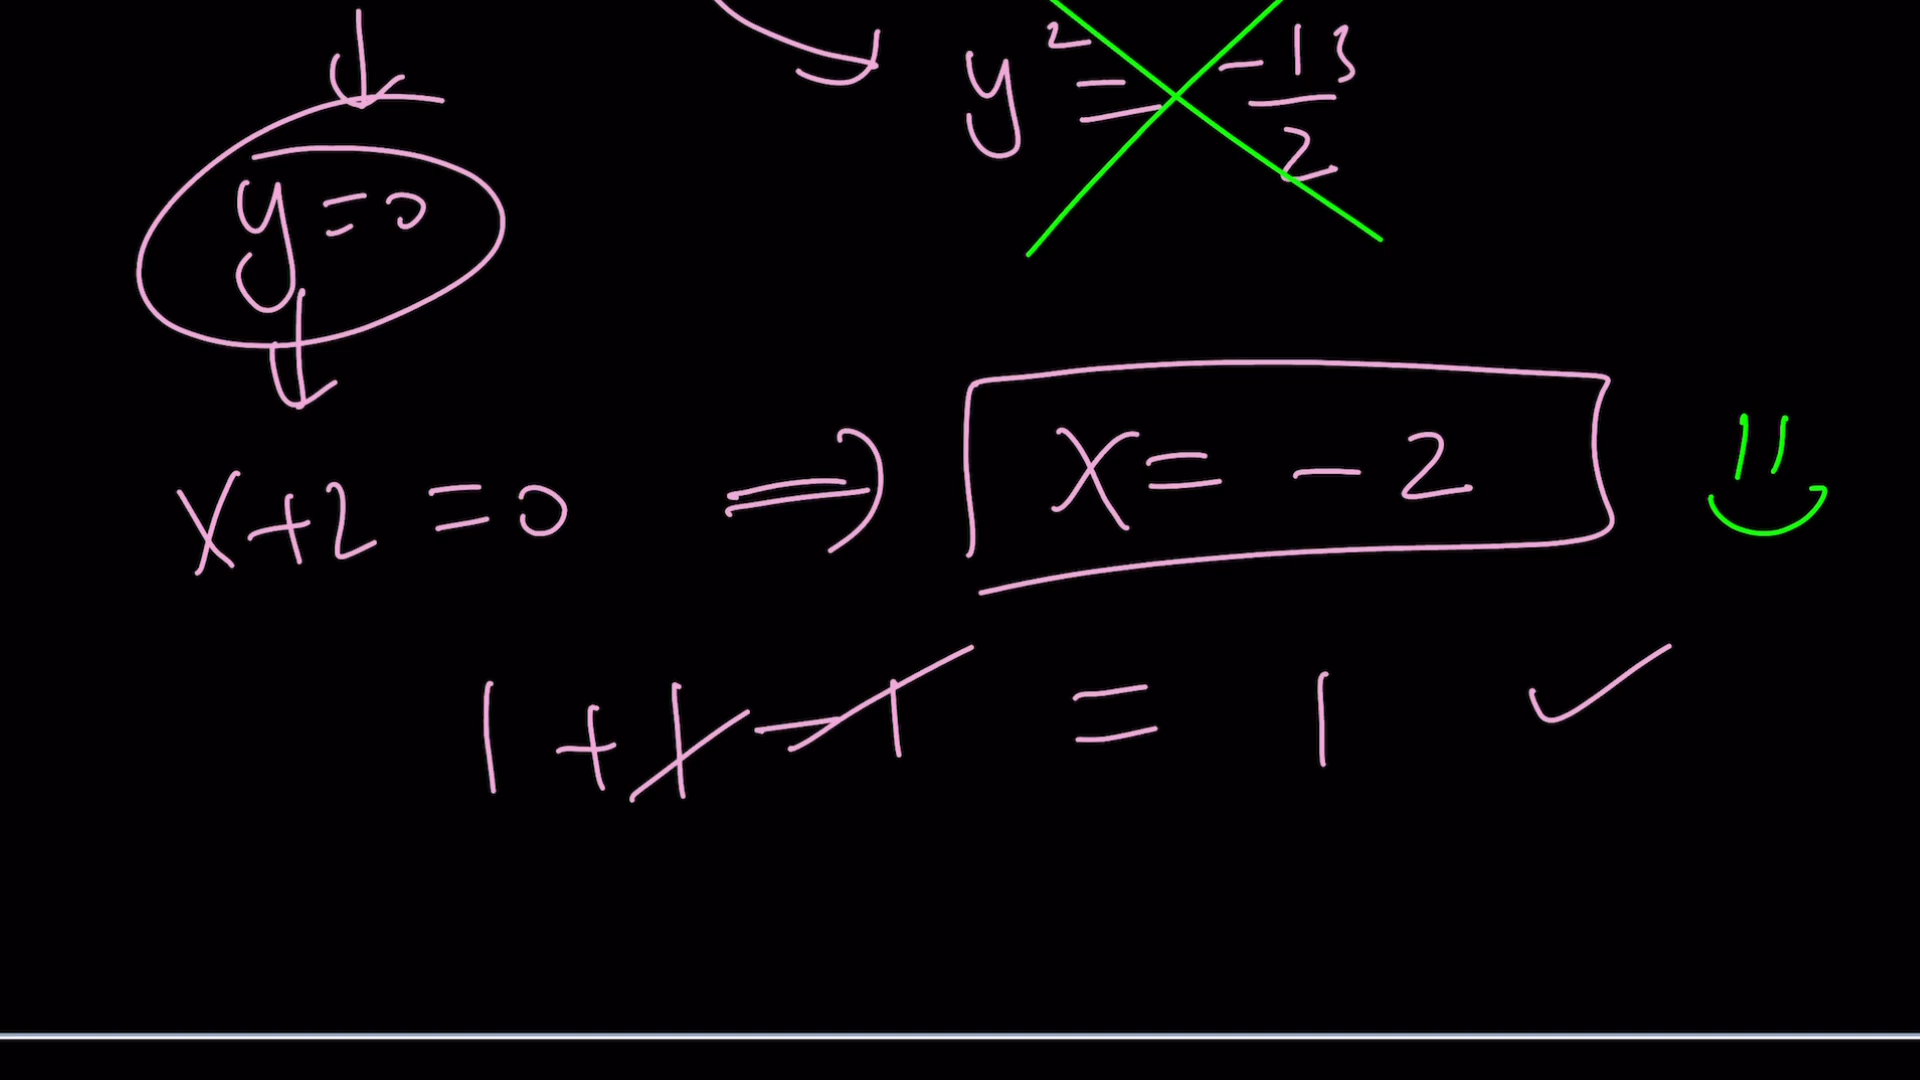 y² = -13/2
y = 0
x + 2 = 0 ⇒ x = -2
1 + 1 - 1 = 1 ✓